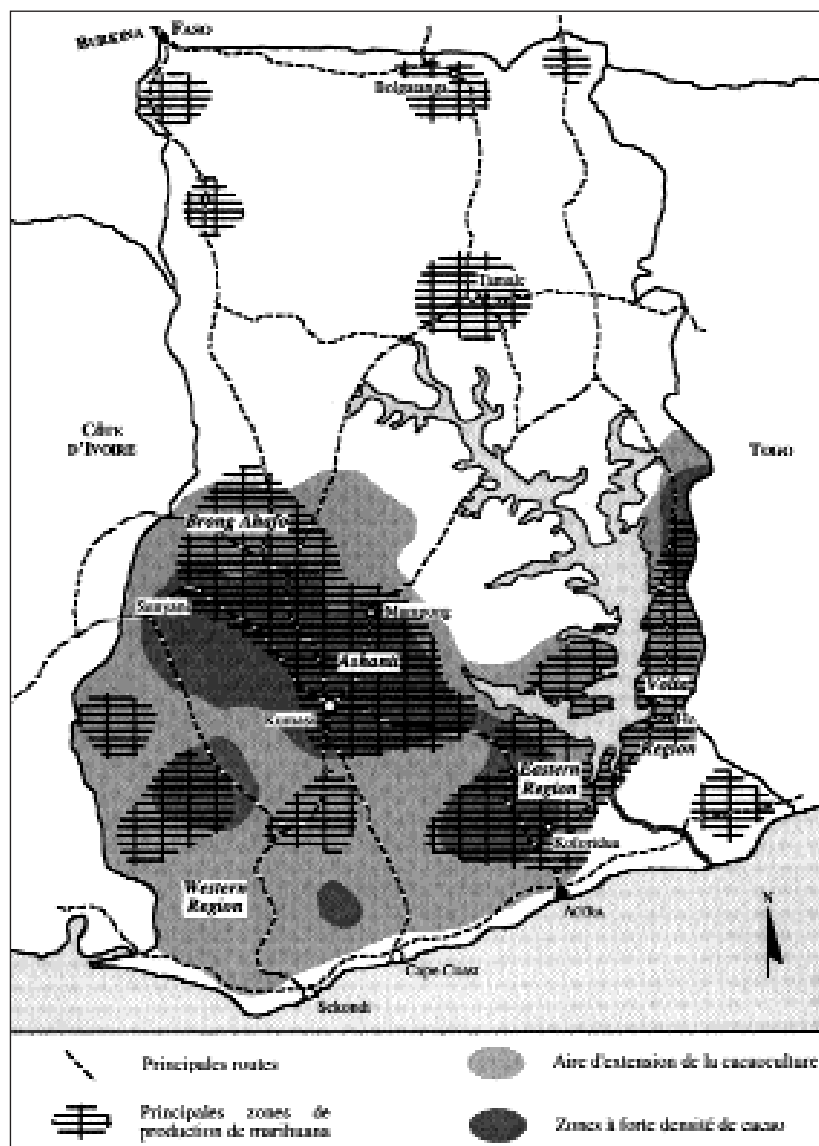 BURKINA FASO
Bolgatanga
Tamale
CÔTE
D'IVOIRE
TOGO
Brong Ahafo
Sunyani
Mampong
Ashanti
Kumasi
Volta
Ho
Region
Eastern
Region
Koforidua
Western
Region
Accra
N
Cape Coast
Sekondi
Principales routes
Aire d'extension de la cacaoculture
Principales zones de
production de marihuana
Zones à forte densité de cacao